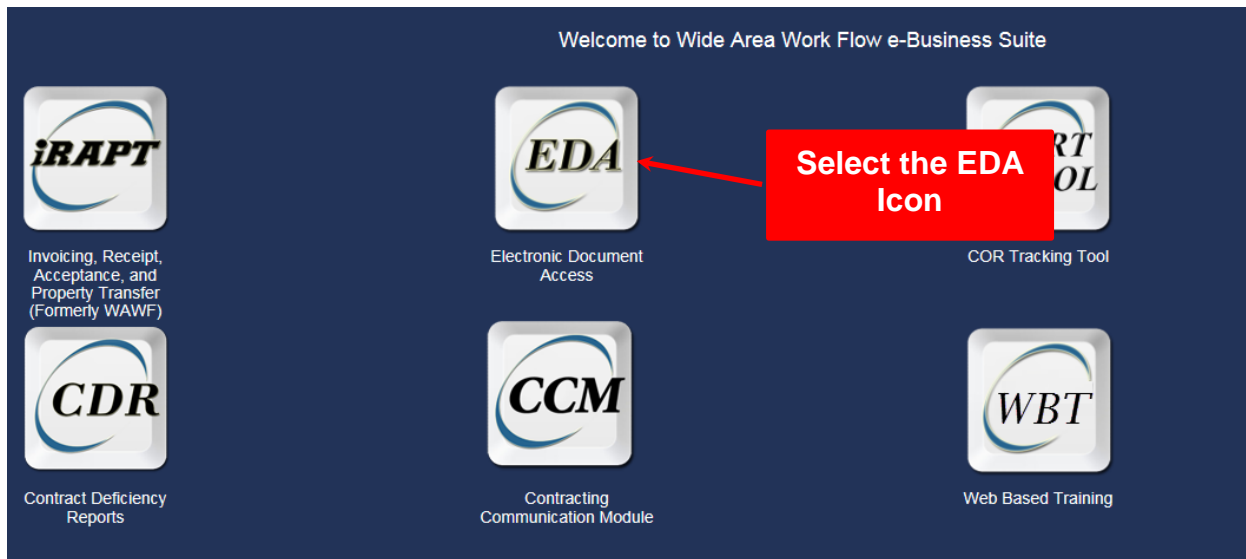 Welcome to Wide Area Work Flow e-Business Suite
iRAPT
EDA
RT
OL
Select the EDA
Icon
Invoicing, Receipt,
Acceptance, and
Property Transfer
(Formerly WAWF)
Electronic Document
Access
COR Tracking Tool
CDR
CCM
WBT
Contract Deficiency
Reports
Contracting
Communication Module
Web Based Training